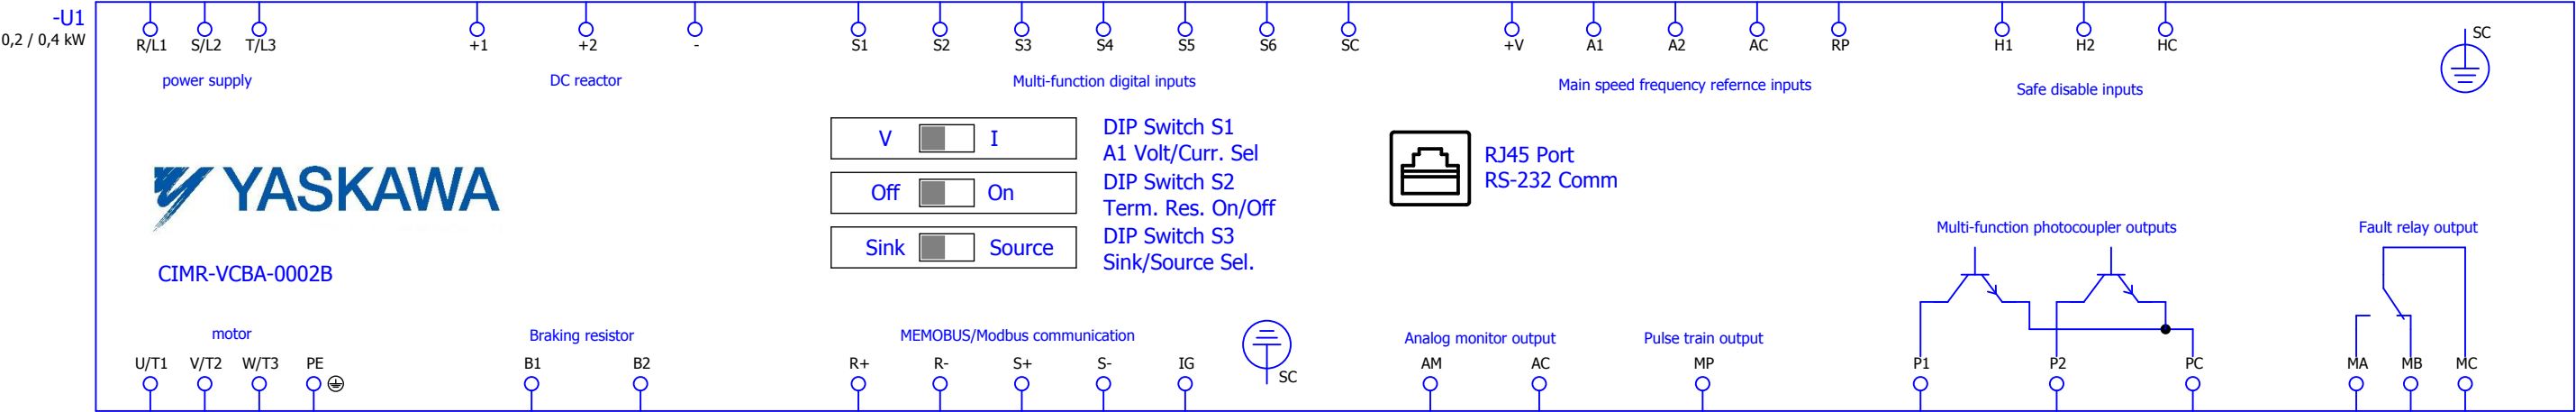 -U1
0,2 / 0,4 kW
R/L1 S/L2 T/L3 +1 +2 - S1 S2 S3 S4 S5 S6 SC +V A1 A2 AC RP H1 H2 HC SC
power supply DC reactor Multi-function digital inputs Main speed frequency refernce inputs Safe disable inputs
V I
DIP Switch S1
A1 Volt/Curr. Sel
Off On
DIP Switch S2
Term. Res. On/Off
Sink Source
DIP Switch S3
Sink/Source Sel.
RJ45 Port
RS-232 Comm
YASKAWA
CIMR-VCBA-0002B
Multi-function photocoupler outputs Fault relay output
motor Braking resistor MEMOBUS/Modbus communication Analog monitor output Pulse train output
U/T1 V/T2 W/T3 PE B1 B2 R+ R- S+ S- IG SC AM AC MP P1 P2 PC MA MB MC